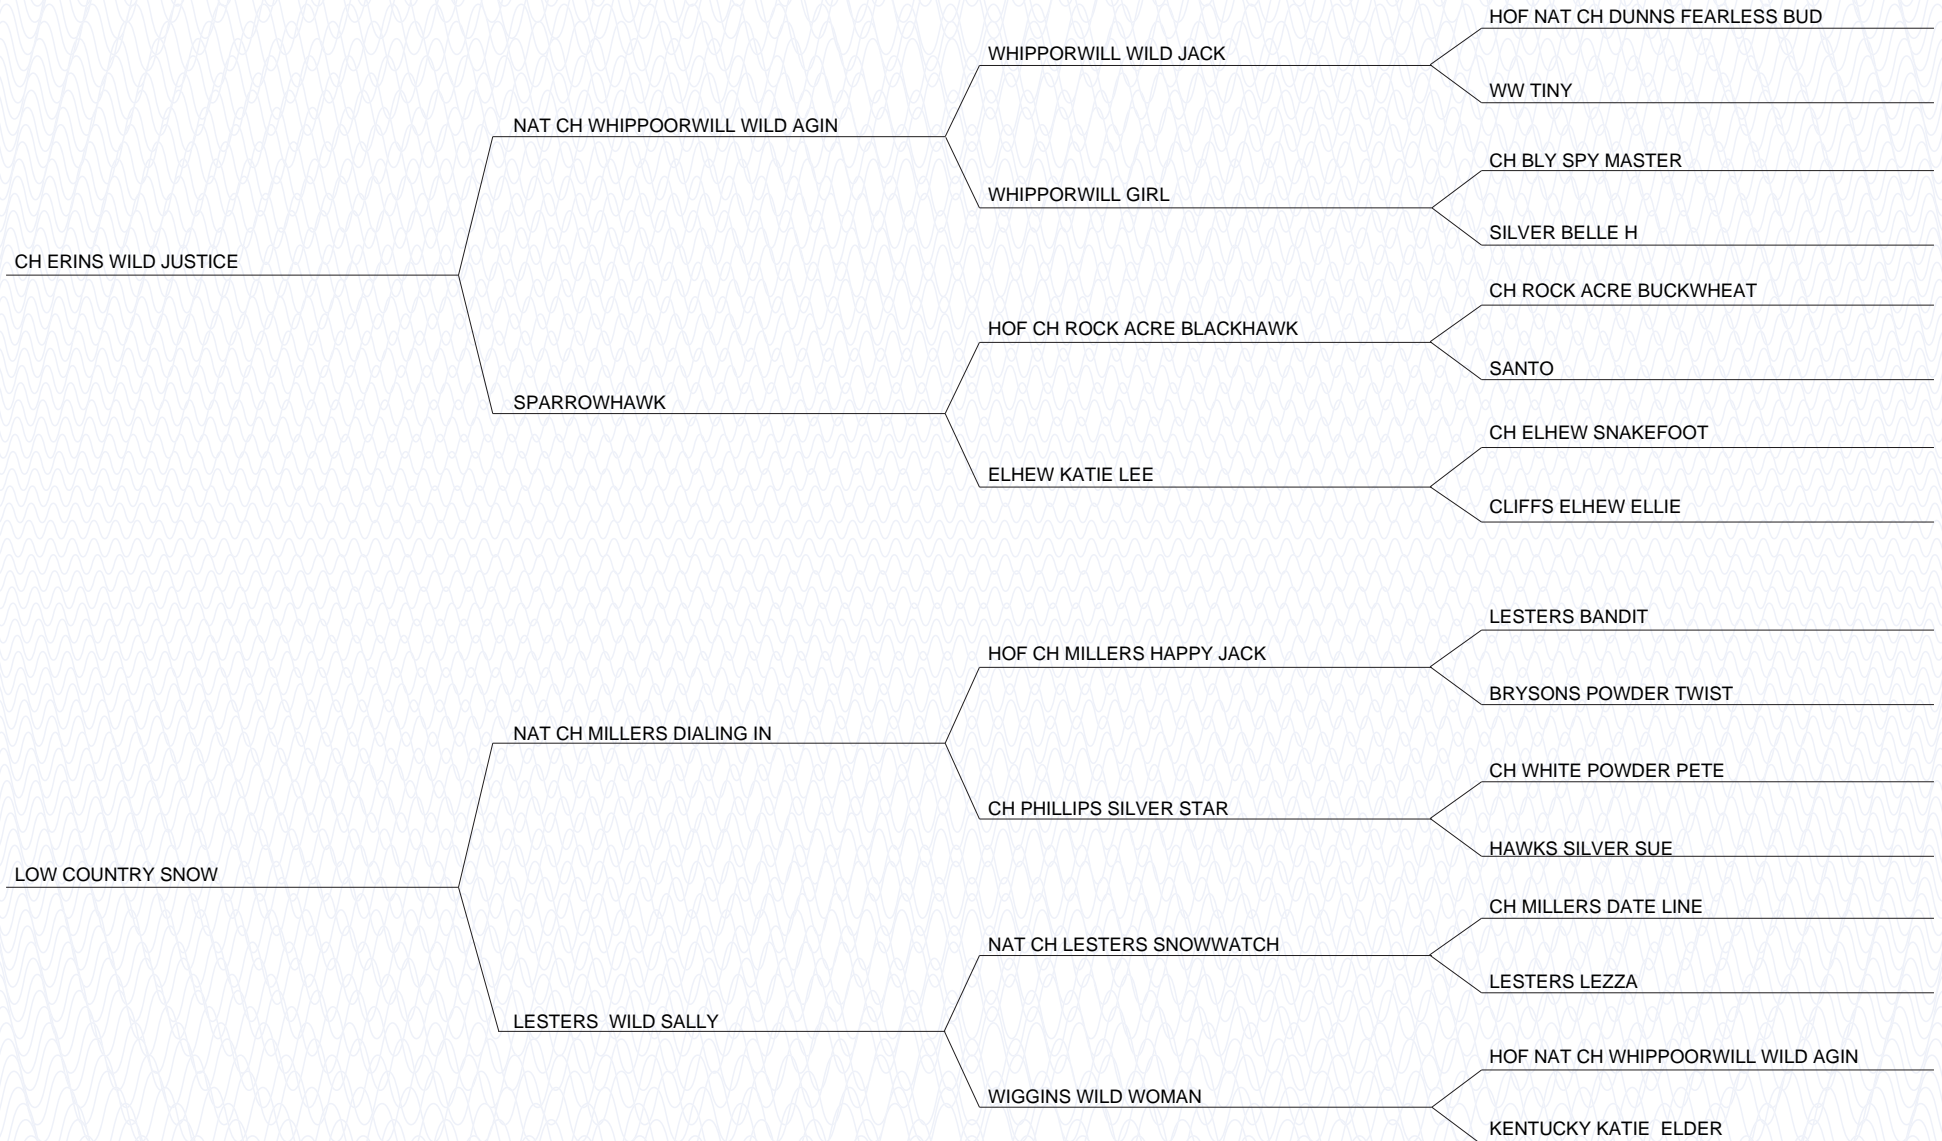 HOF NAT CH DUNNS FEARLESS BUD
WHIPPORWILL WILD JACK
WW TINY
NAT CH WHIPPOORWILL WILD AGIN
CH BLY SPY MASTER
WHIPPORWILL GIRL
SILVER BELLE H
CH ERINS WILD JUSTICE
CH ROCK ACRE BUCKWHEAT
HOF CH ROCK ACRE BLACKHAWK
SANTO
SPARROWHAWK
CH ELHEW SNAKEFOOT
ELHEW KATIE LEE
CLIFFS ELHEW ELLIE
LESTERS BANDIT
HOF CH MILLERS HAPPY JACK
BRYSONS POWDER TWIST
NAT CH MILLERS DIALING IN
CH WHITE POWDER PETE
CH PHILLIPS SILVER STAR
HAWKS SILVER SUE
LOW COUNTRY SNOW
CH MILLERS DATE LINE
NAT CH LESTERS SNOWWATCH
LESTERS LEZZA
LESTERS  WILD SALLY
HOF NAT CH WHIPPOORWILL WILD AGIN
WIGGINS WILD WOMAN
KENTUCKY KATIE  ELDER